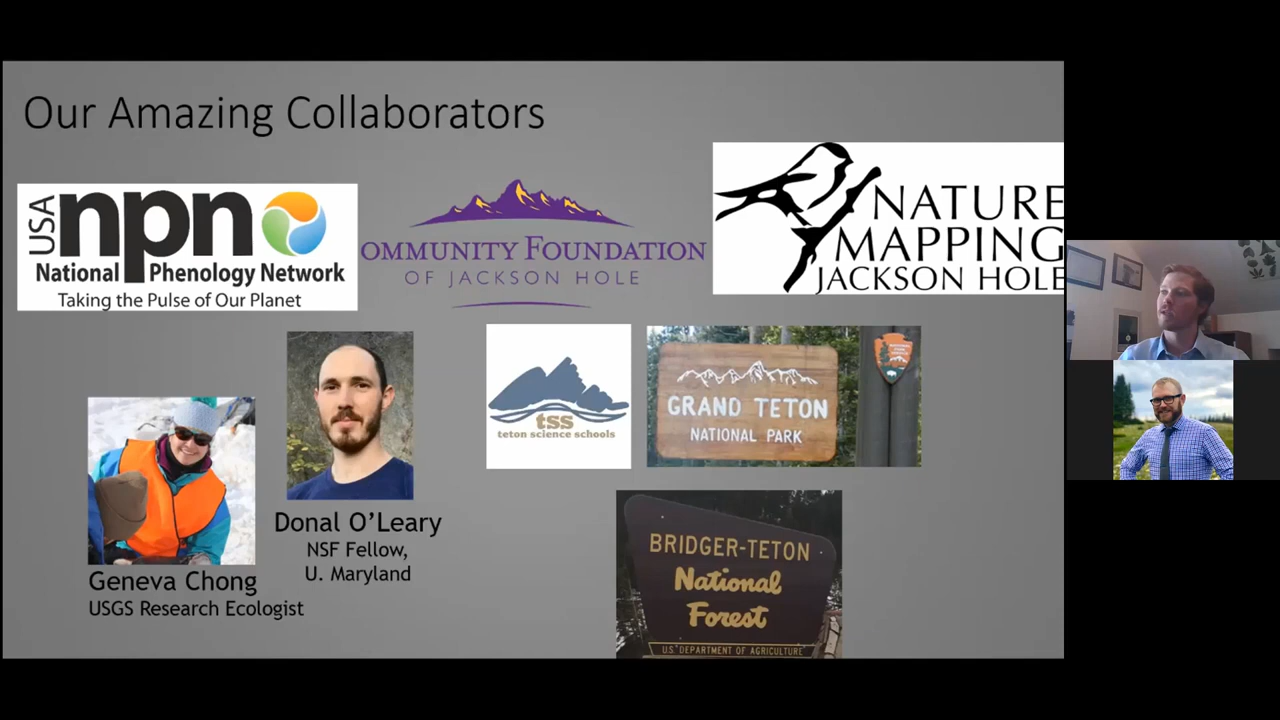 Our Amazing Collaborators
USA npn
National Phenology Network
Taking the Pulse of Our Planet
OMMUNITY FOUNDATION
OF JACKSON HOLE
NATURE
MAPPING
JACKSON HOLE
tss
teton science schools
GRAND TETON
NATIONAL PARK
Donal O'Leary
NSF Fellow,
U. Maryland
Geneva Chong
USGS Research Ecologist
BRIDGER-TETON
National
Forest
U.S. DEPARTMENT OF AGRICULTURE